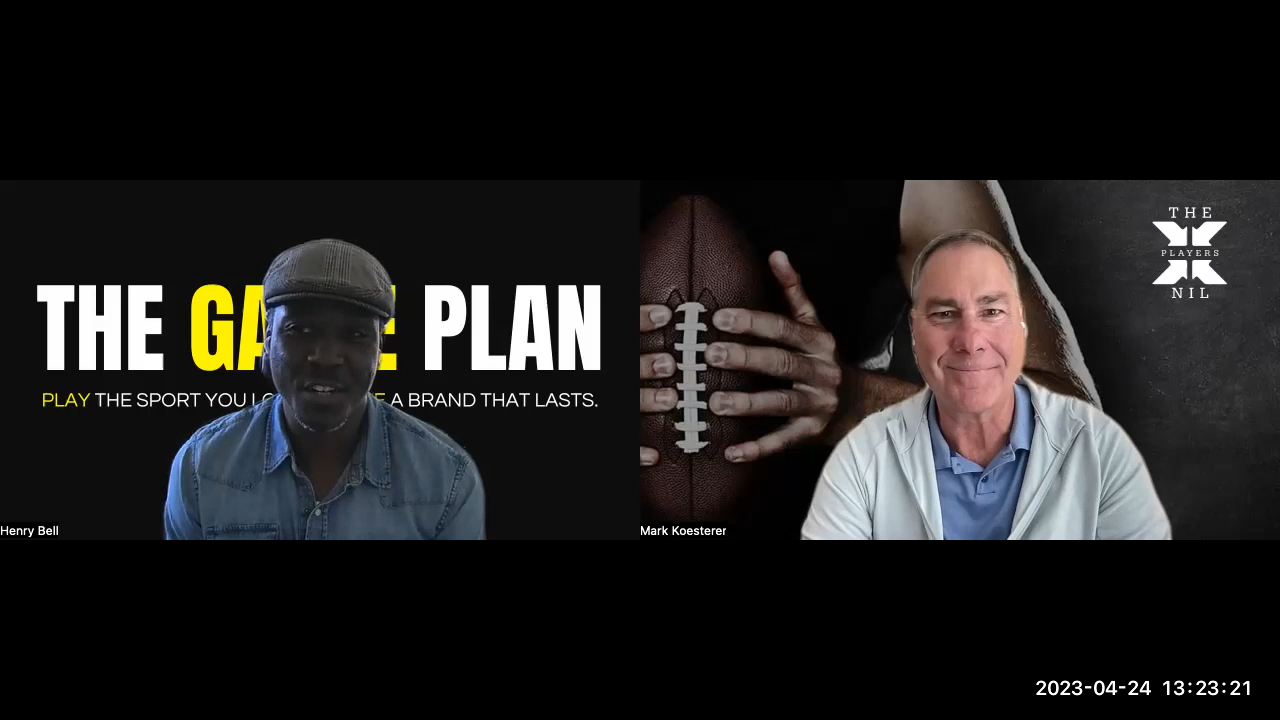 THE GAME PLAN
PLAY THE SPORT YOU A BRAND THAT LASTS.
Henry Bell
THE
PLAYERS
NIL
Mark Koesterer
2023-04-24 13:23:21